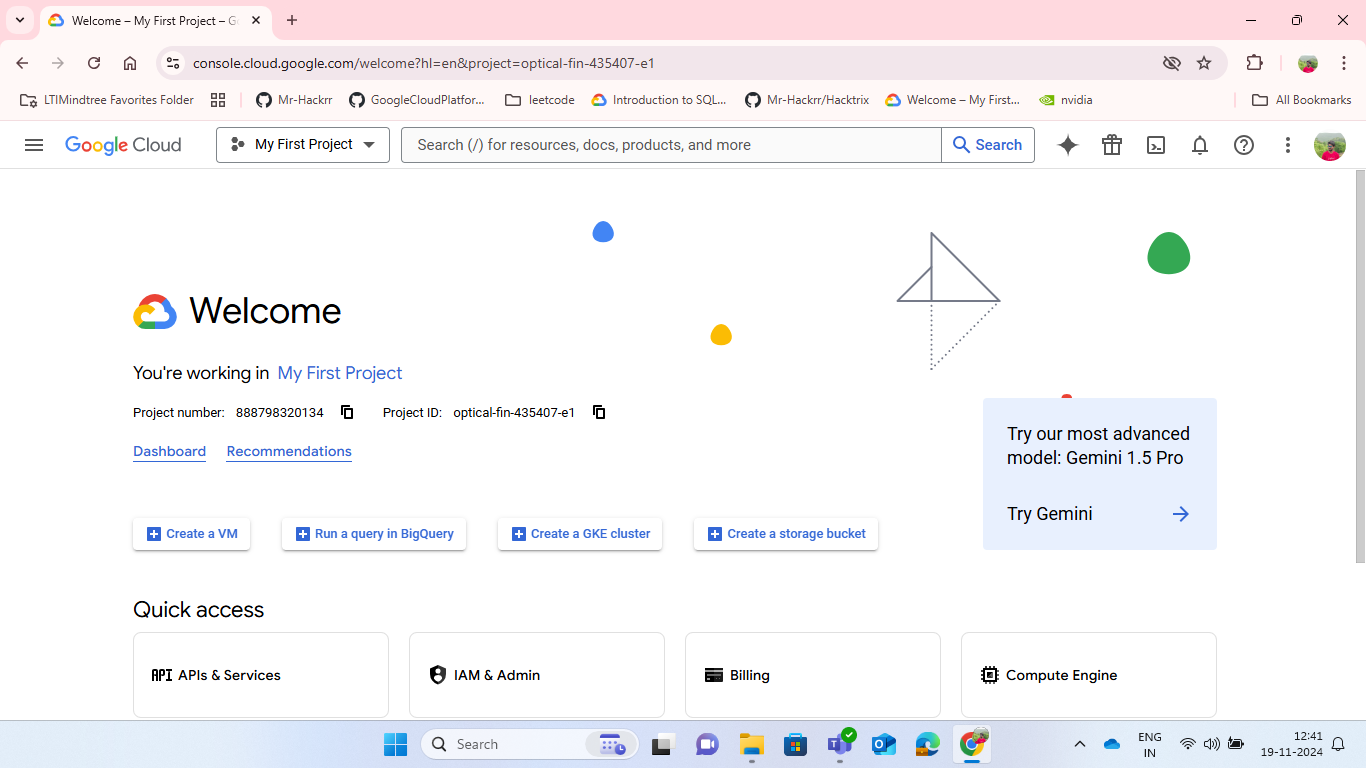 Welcome – My First Project – G
console.cloud.google.com/welcome?hl=en&project=optical-fin-435407-e1
LTIMindtree Favorites Folder
Mr-Hackrr
GoogleCloudPlatfor...
leetcode
Introduction to SQL...
Mr-Hackrr/Hacktrix
Welcome – My First...
nvidia
All Bookmarks
Google Cloud
My First Project
Search (/) for resources, docs, products, and more
Search
Welcome
You're working in My First Project
Project number: 888798320134 Project ID: optical-fin-435407-e1
Dashboard Recommendations
Try our most advanced
model: Gemini 1.5 Pro
Try Gemini
Create a VM
Run a query in BigQuery
Create a GKE cluster
Create a storage bucket
Quick access
API APIs & Services
IAM & Admin
Billing
Compute Engine
Search
ENG
IN
12:41
19-11-2024